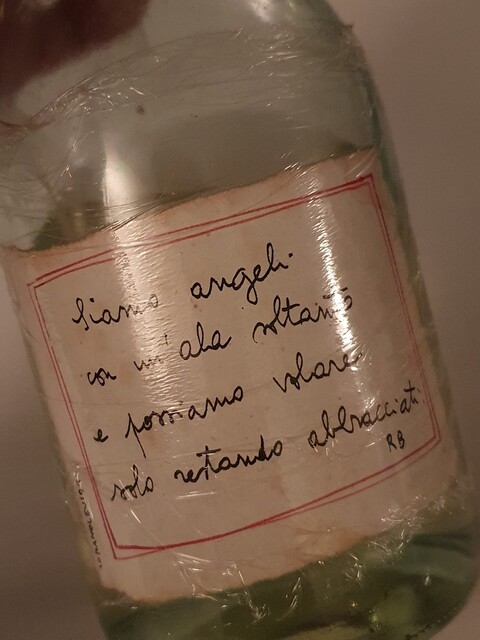 Siamo angeli
con un'ala soltanto
e possiamo volare
solo restando abbracciati.
RB